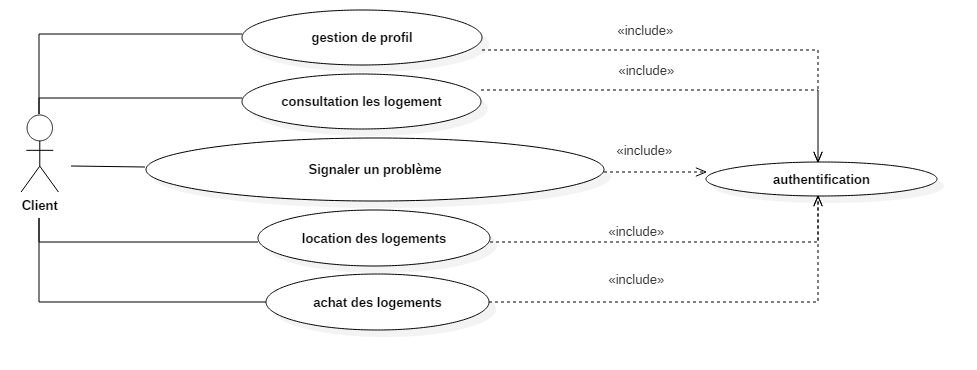 «include»
gestion de profil
«include»
consultation les logement
«include»
Signaler un problème
authentification
Client
«include»
location des logements
«include»
achat des logements